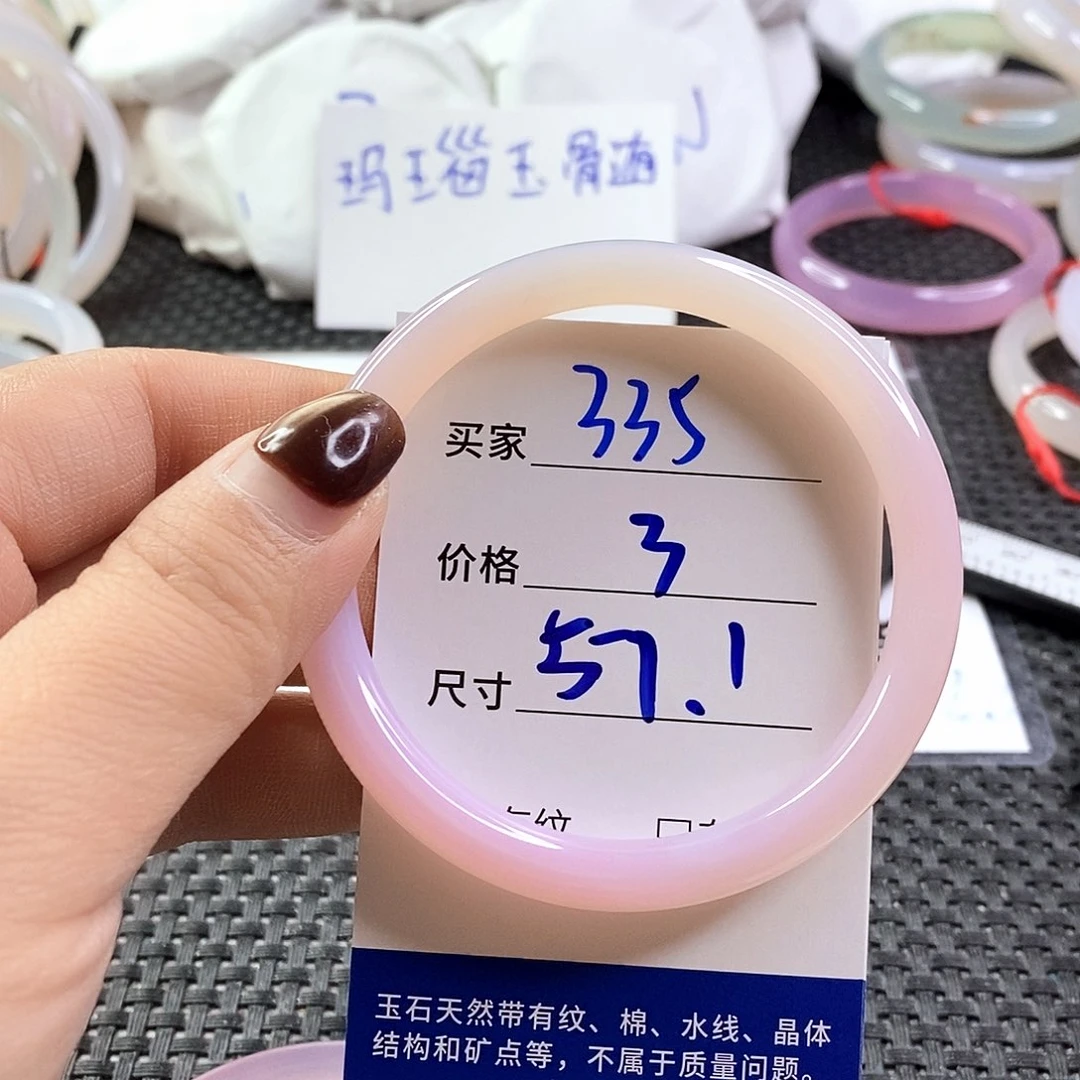 玛瑙玉骨髓
买家 335
价格 3
尺寸 57.1
纹
玉石天然带有纹、棉、水线、晶体
结构和矿点等，不属于质量问题。